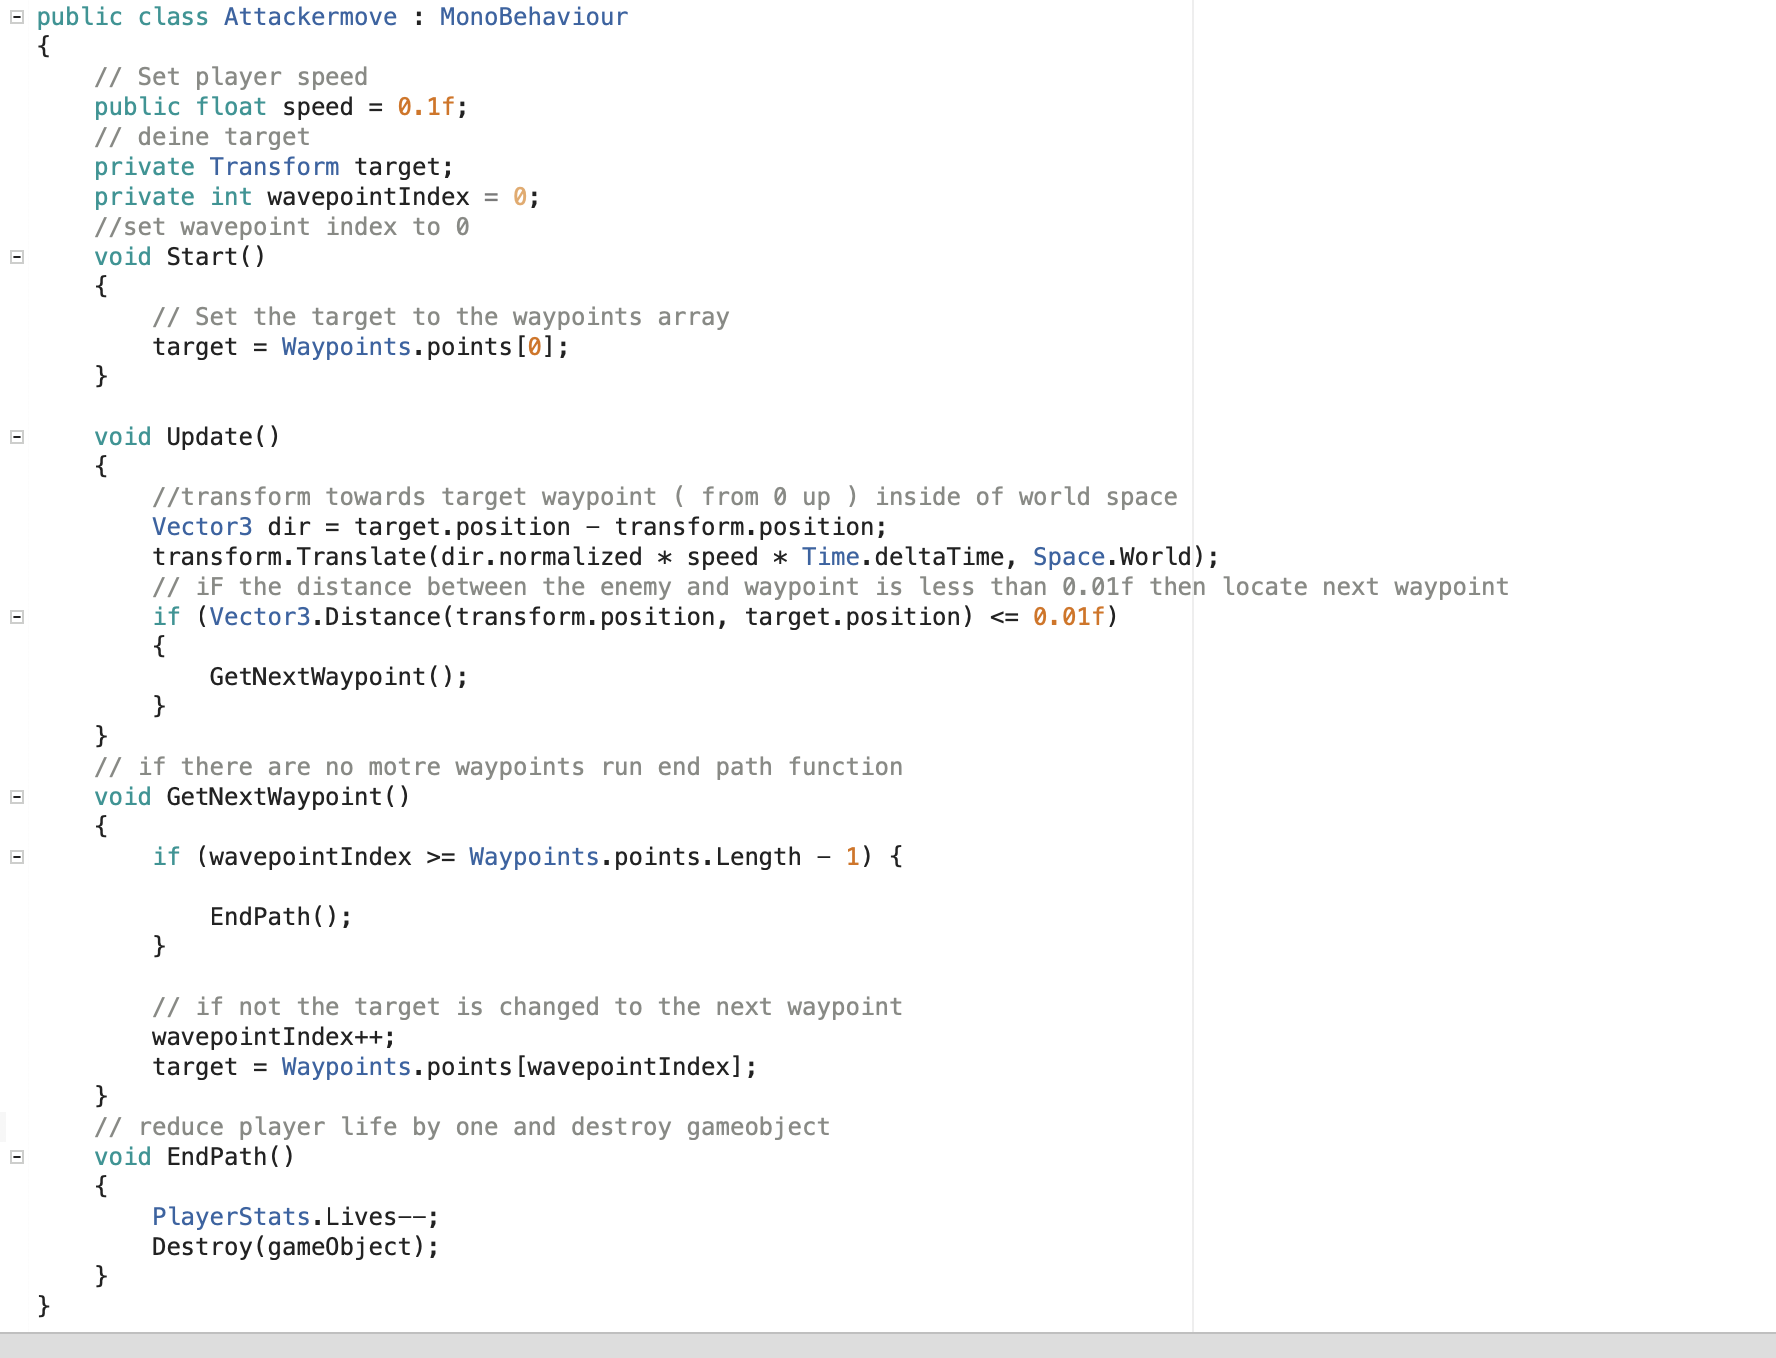 public class Attackermove : MonoBehaviour
{
    // Set player speed
    public float speed = 0.1f;
    // deine target
    private Transform target;
    private int wavepointIndex = 0;
    //set wavepoint index to 0
    void Start()
    {
        // Set the target to the waypoints array
        target = Waypoints.points[0];
    }

    void Update()
    {
        //transform towards target waypoint ( from 0 up ) inside of world space
        Vector3 dir = target.position - transform.position;
        transform.Translate(dir.normalized * speed * Time.deltaTime, Space.World);
        // iF the distance between the enemy and waypoint is less than 0.01f then locate next waypoint
        if (Vector3.Distance(transform.position, target.position) <= 0.01f)
        {
            GetNextWaypoint();
        }
    }
    // if there are no motre waypoints run end path function
    void GetNextWaypoint()
    {
        if (wavepointIndex >= Waypoints.points.Length - 1) {

            EndPath();
        }

        // if not the target is changed to the next waypoint
        wavepointIndex++;
        target = Waypoints.points[wavepointIndex];
    }
    // reduce player life by one and destroy gameobject
    void EndPath()
    {
        PlayerStats.Lives--;
        Destroy(gameObject);
    }
}